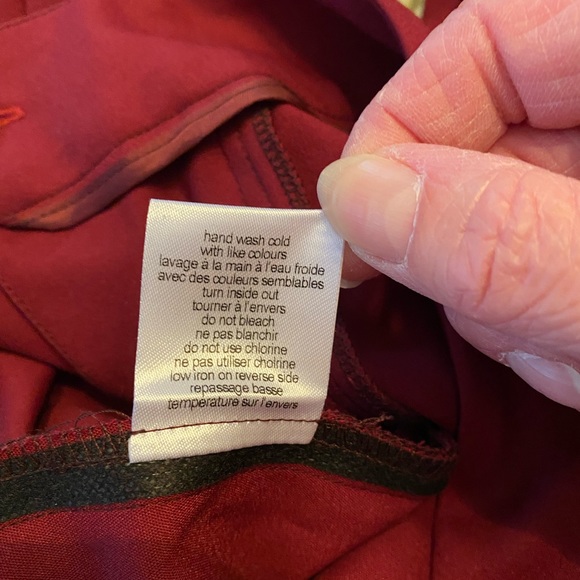 hand wash cold
with like colours
lavage à la main à l'eau froide
avec des couleurs semblables
turn inside out
tourner à l'envers
do not bleach
ne pas blanchir
do not use chlorine
ne pas utiliser cholrine
low iron on reverse side
repassage basse
température sur l'envers